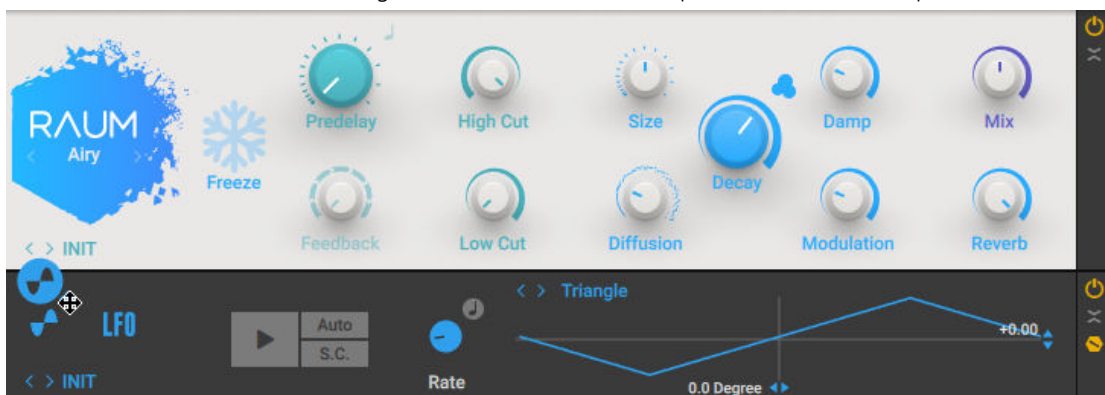 RAUM
Airy
Freeze
< > INIT
Predelay
High Cut
Size
Decay
Damp
Mix
Feedback
Low Cut
Diffusion
Modulation
Reverb
LFO
< > INIT
Auto
S.C.
Rate
< > Triangle
+0.00
0.0 Degree